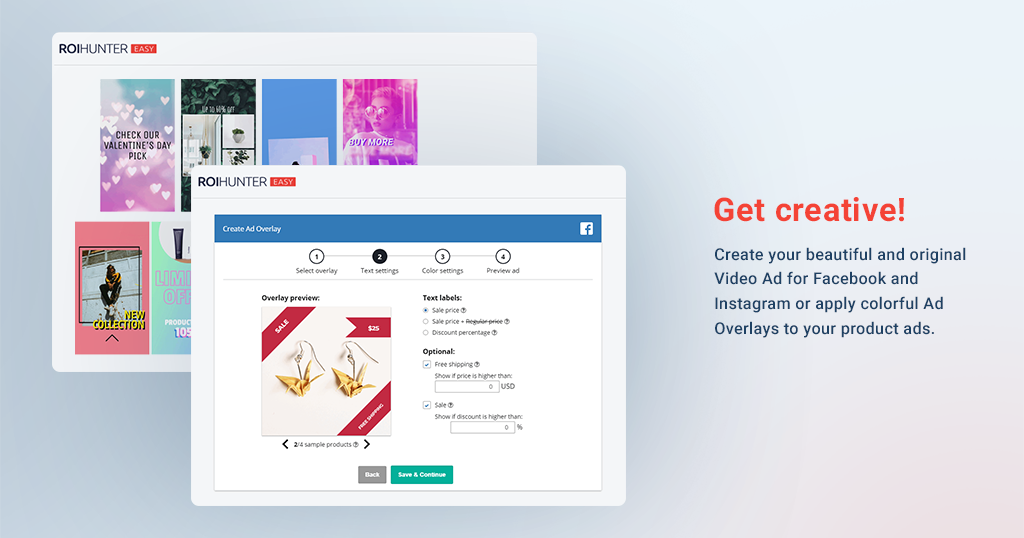 ROIHUNTER EASY
CHECK OUR
VALENTINE'S DAY
PICK
UP TO 60% OFF
BUY MORE
NEW
COLLECTION
LIMI
OF
PRODUC
105
ROIHUNTER EASY
Create Ad Overlay
1
2
3
4
Select overlay
Text settings
Color settings
Preview ad
Overlay preview:
SALE
$25
FREE SHIPPING
2/4 sample products
Text labels:
Sale price
Sale price + Regular price
Discount percentage
Optional:
Free shipping
Show if price is higher than:
0 USD
Sale
Show if discount is higher than:
0 %
Back
Save & Continue
Get creative!
Create your beautiful and original
Video Ad for Facebook and
Instagram or apply colorful Ad
Overlays to your product ads.